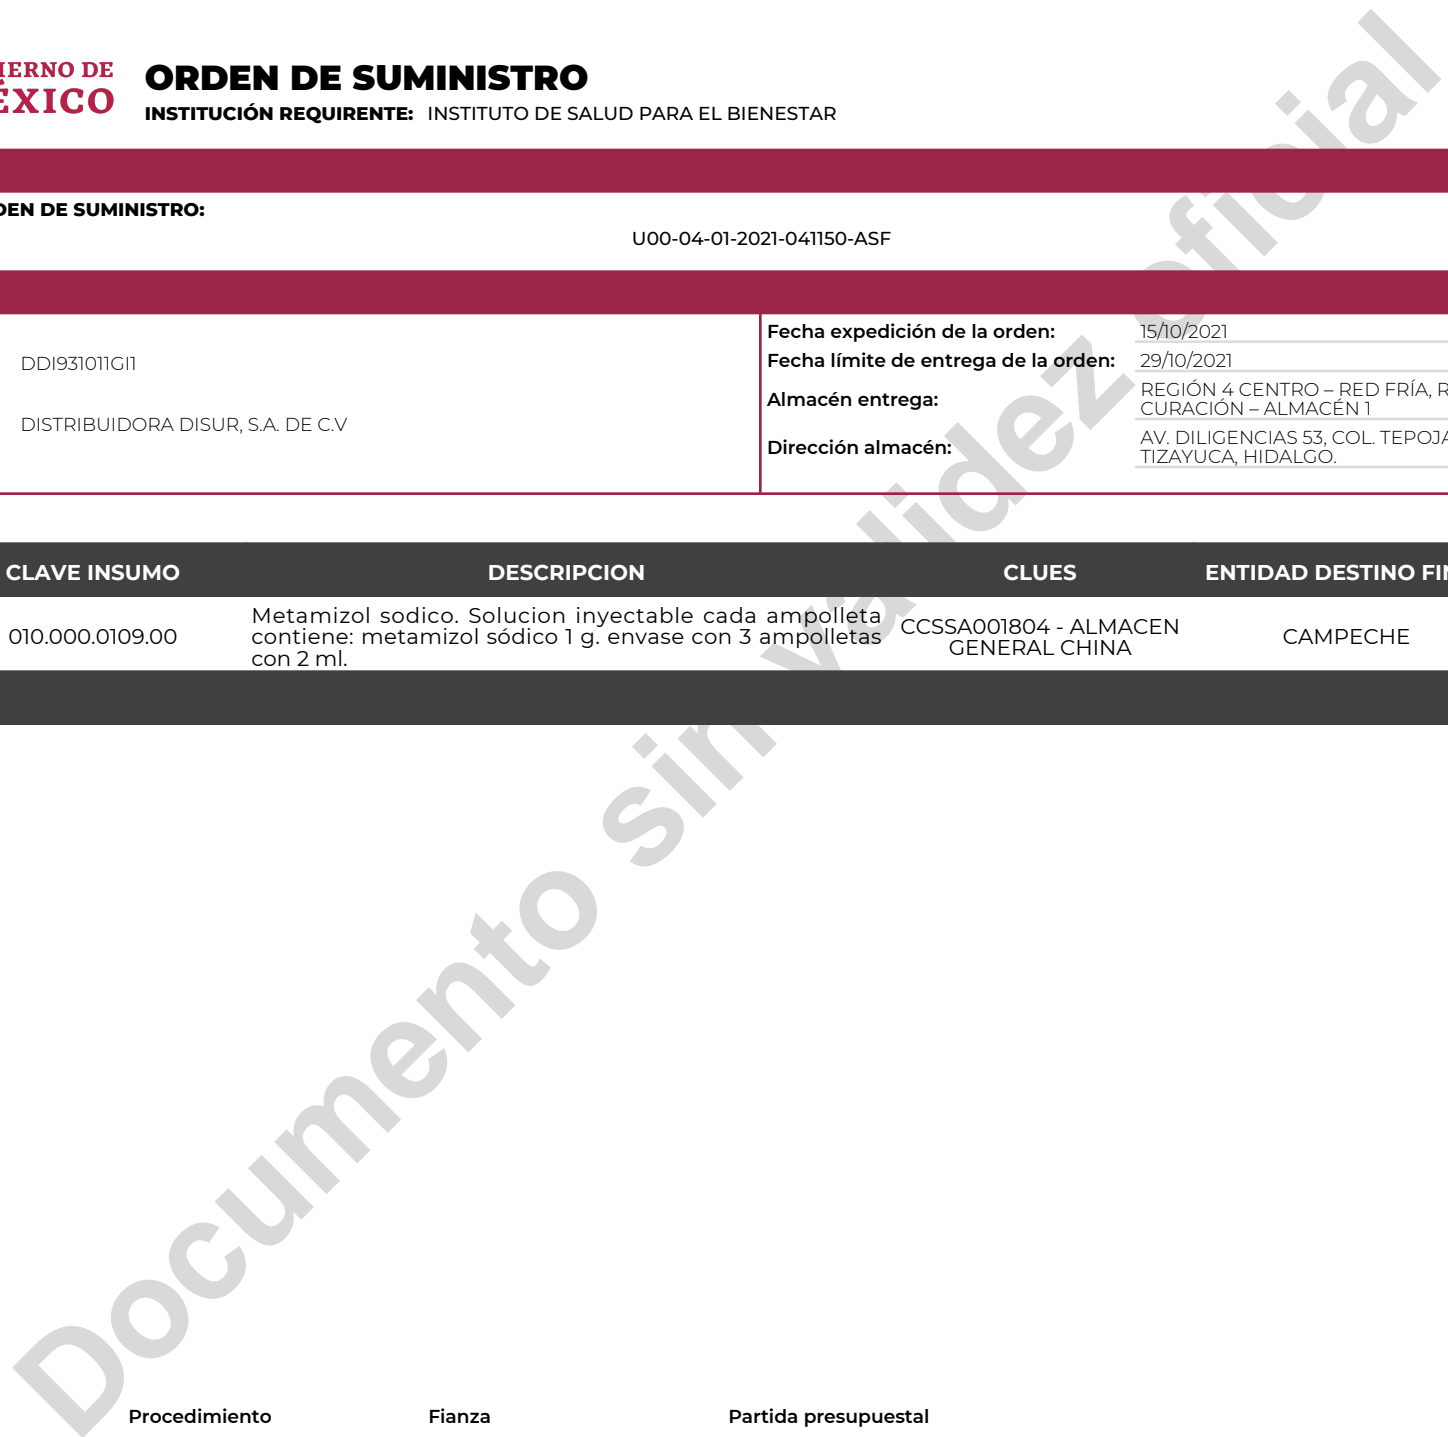 IERNO DE
ÉXICO
ORDEN DE SUMINISTRO
INSTITUCIÓN REQUIRENTE: INSTITUTO DE SALUD PARA EL BIENESTAR
DEN DE SUMINISTRO:
U00-04-01-2021-041150-ASF
DDI931011GI1
DISTRIBUIDORA DISUR, S.A. DE C.V
Fecha expedición de la orden: 15/10/2021
Fecha límite de entrega de la orden: 29/10/2021
Almacén entrega: REGIÓN 4 CENTRO – RED FRÍA, R
CURACIÓN – ALMACÉN 1
Dirección almacén: AV. DILIGENCIAS 53, COL. TEPOJA
TIZAYUCA, HIDALGO.
CLAVE INSUMO DESCRIPCION CLUES ENTIDAD DESTINO FIN
010.000.0109.00
Metamizol sodico. Solucion inyectable cada ampolleta
contiene: metamizol sódico 1 g. envase con 3 ampolletas
con 2 ml.
CCSSA001804 - ALMACEN
GENERAL CHINA
CAMPECHE
Documento sin validez oficial
Procedimiento Fianza Partida presupuestal